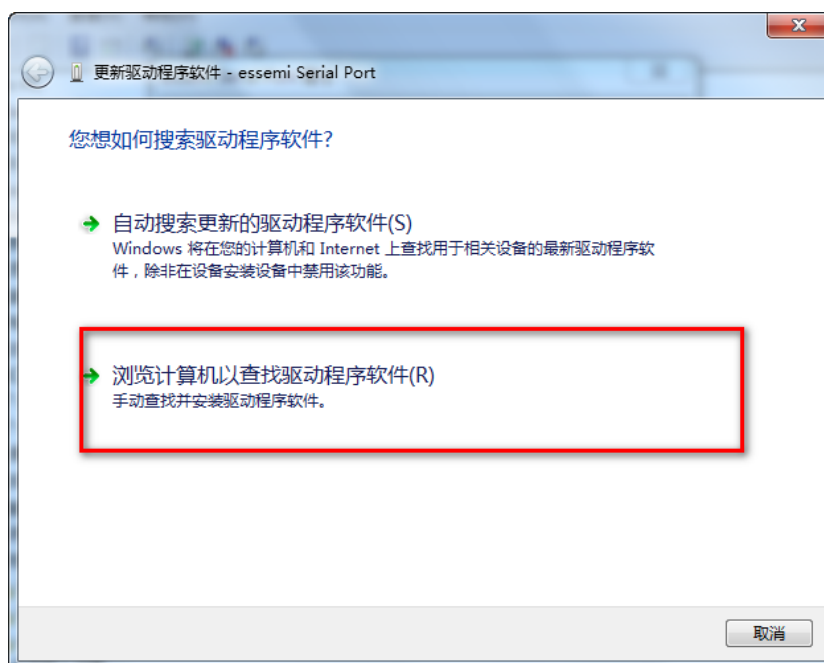 更新驱动程序软件 - essemi Serial Port
您想如何搜索驱动程序软件?
自动搜索更新的驱动程序软件(S)
Windows 将在您的计算机和 Internet 上查找用于相关设备的最新驱动程序软
件，除非在设备安装设备中禁用该功能。
浏览计算机以查找驱动程序软件(R)
手动查找并安装驱动程序软件。
取消